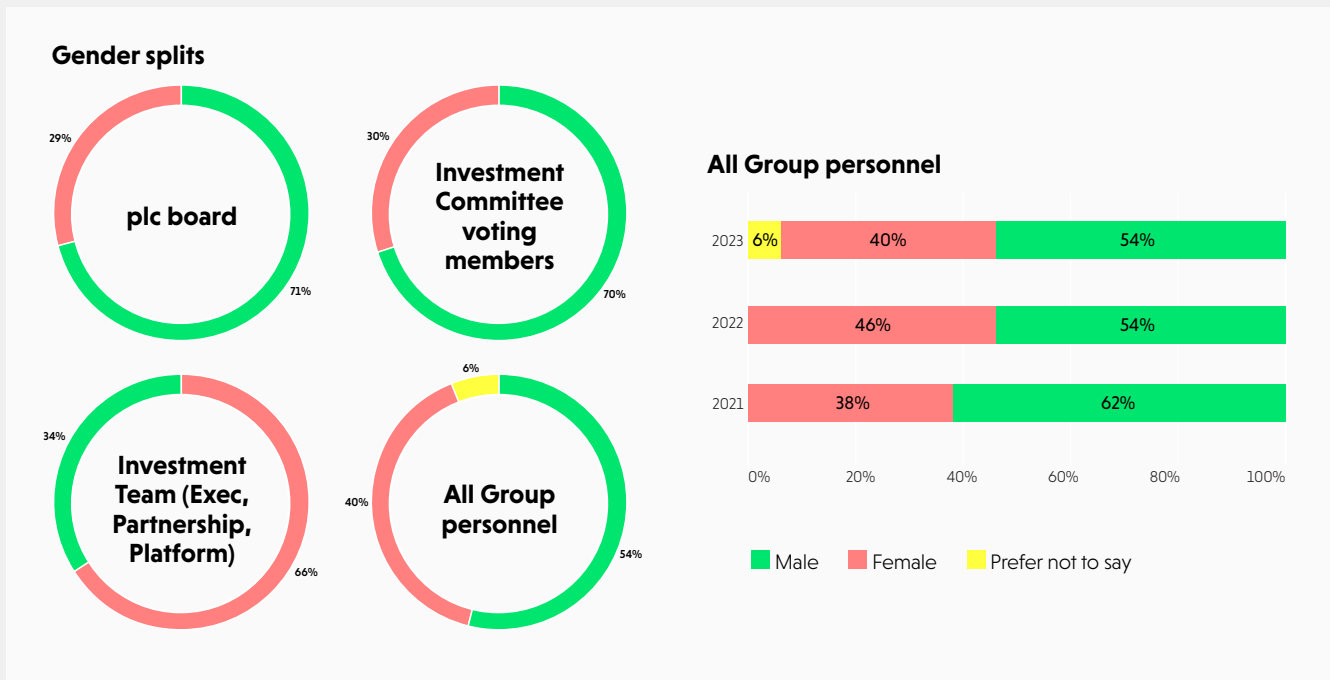 Gender splits
29%
plc board
71%
30%
Investment
Committee
voting
members
70%
34%
Investment
Team (Exec,
Partnership,
Platform)
66%
6%
40%
All Group
personnel
54%
All Group personnel
2023 6% 40% 54%
2022 46% 54%
2021 38% 62%
0% 20% 40% 60% 80% 100%
Male Female Prefer not to say